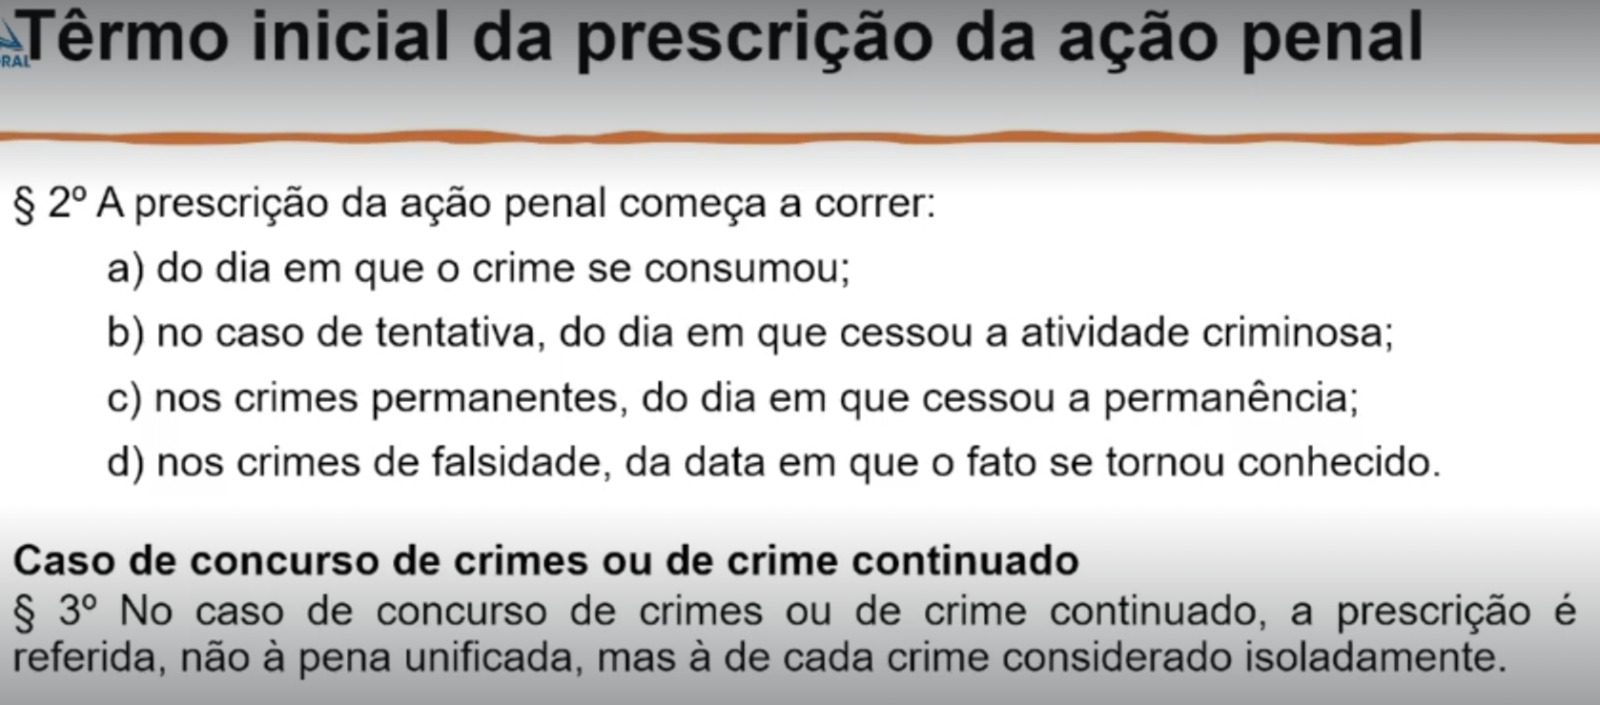 Têrmo inicial da prescrição da ação penal
RAL
§ 2º A prescrição da ação penal começa a correr:
a) do dia em que o crime se consumou;
b) no caso de tentativa, do dia em que cessou a atividade criminosa;
c) nos crimes permanentes, do dia em que cessou a permanência;
d) nos crimes de falsidade, da data em que o fato se tornou conhecido.
Caso de concurso de crimes ou de crime continuado
§ 3º No caso de concurso de crimes ou de crime continuado, a prescrição é
referida, não à pena unificada, mas à de cada crime considerado isoladamente.